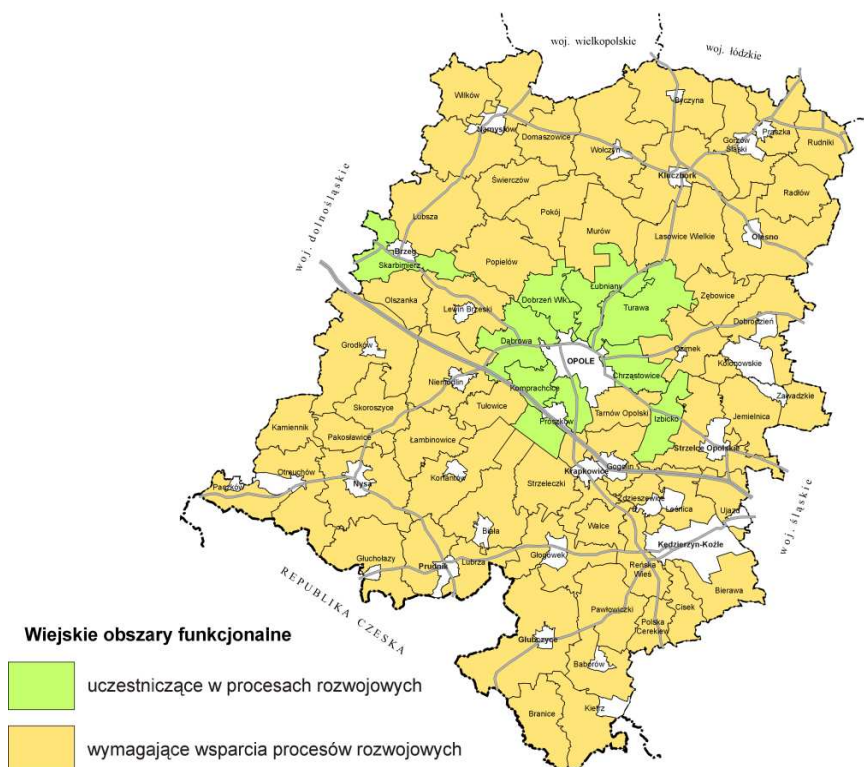 woj. wielkopolskie
woj. łódzkie
Wilków
Byczyna
Namysłów
Domaszowice
Wołczyn
Gorzów
Śląski
Praszka
Rudniki
Kluczbork
Świerczów
Radłów
Lubsza
Pokój
Murów
Lasowice Wielkie
Olesno
woj. dolnośląskie
Brzeg
Skarbimierz
Popielów
Łubniany
Zębowice
Olszanka
Lewin Brzeski
Dobrzeń Wlk.
Turawa
Dobrodzień
Grodków
Dąbrowa
OPOLE
Ozimek
Kolonowskie
Niemodlin
Komprachcice
Chrząstowice
Zawadzkie
Skoroszyce
Tułowice
Prószków
Tarnów Opolski
Izbicko
Jemielnica
Kamiennik
Pakosławice
Łambinowice
Strzelce Opolskie
Otmuchów
Gogolin
Paczków
Nysa
Korfantów
Strzeleczki
Krapkowice
Zdzieszowice
Leśnica
Ujazd
woj. śląskie
Biała
Walce
Kędzierzyn-Koźle
Głuchołazy
Prudnik
Lubrza
Głogówek
Reńska
Wieś
Bierawa
REPUBLIKA CZESKA
Pawłowiczki
Cisek
Polska
Cerekiew
Głubczyce
Baborów
Branice
Kietrz
Wiejskie obszary funkcjonalne
uczestniczące w procesach rozwojowych
wymagające wsparcia procesów rozwojowych